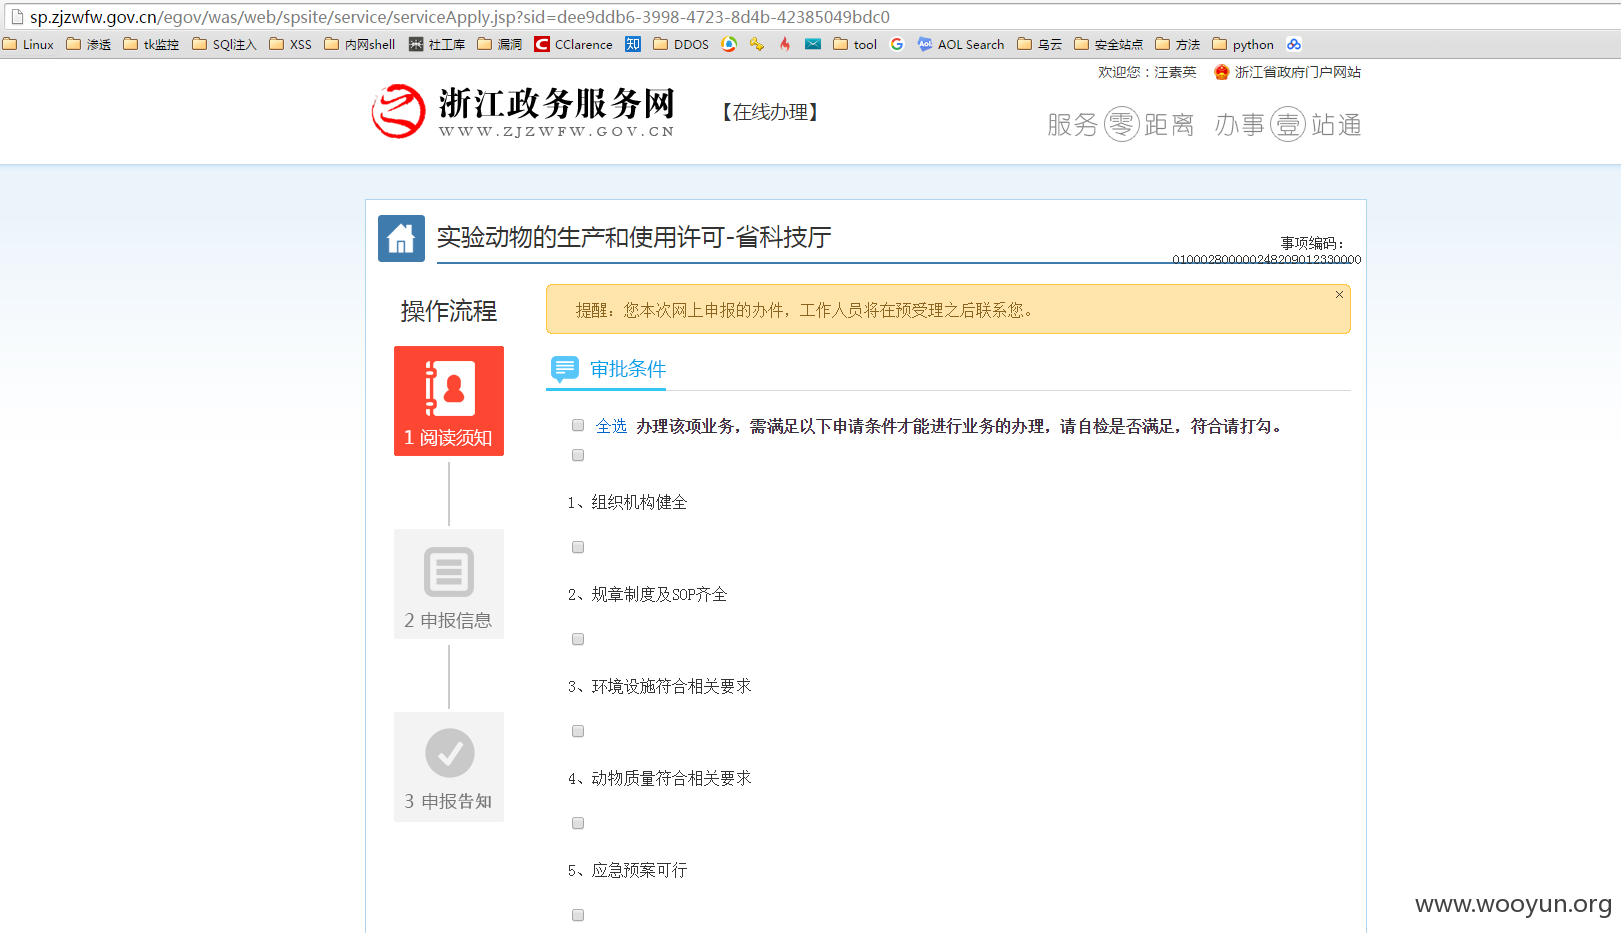 sp.zjzwfw.gov.cn/egov/was/web/spsite/service/serviceApply.jsp?sid=dee9ddb6-3998-4723-8d4b-42385049bdc0
Linux 渗透 tk监控 SQl注入 XSS 内网shell 社工库 漏洞 CClarence 知 DDOS tool AOL Search 乌云 安全站点 方法 python
欢迎您：汪素英 浙江省政府门户网站
浙江政务服务网
WWW.ZJZWFW.GOV.CN
【在线办理】
服务零距离 办事壹站通
实验动物的生产和使用许可-省科技厅
事项编码：
010002800000248209012330000
操作流程
提醒：您本次网上申报的办件，工作人员将在预受理之后联系您。
×
审批条件
1 阅读须知
全选 办理该项业务，需满足以下申请条件才能进行业务的办理，请自检是否满足，符合请打勾。
1、组织机构健全
2、规章制度及SOP齐全
2 申报信息
3、环境设施符合相关要求
4、动物质量符合相关要求
3 申报告知
5、应急预案可行
www.wooyun.org